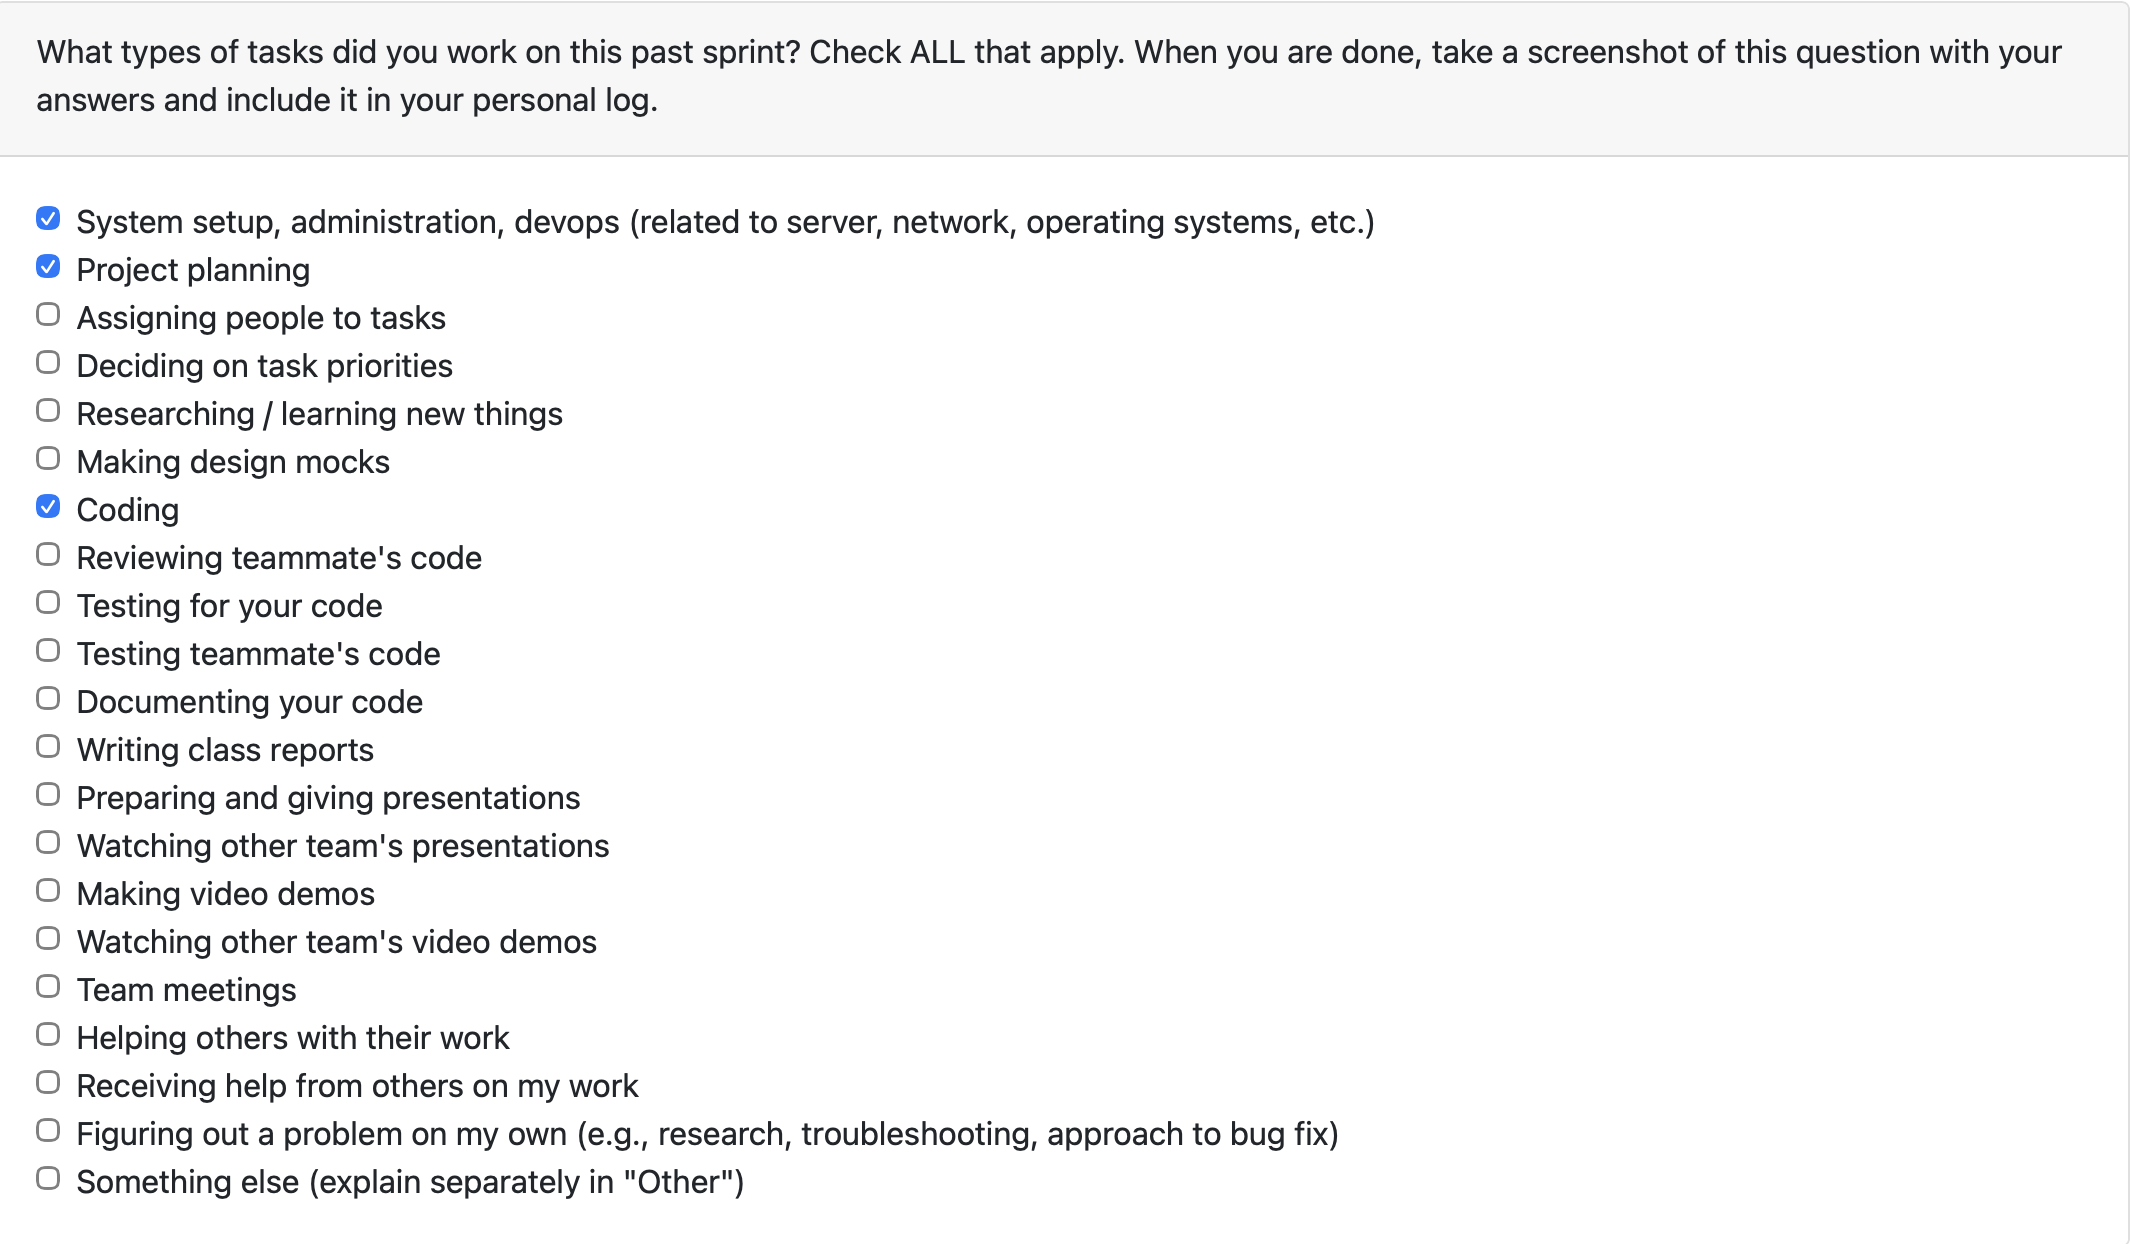 What types of tasks did you work on this past sprint? Check ALL that apply. When you are done, take a screenshot of this question with your
answers and include it in your personal log.
System setup, administration, devops (related to server, network, operating systems, etc.)
Project planning
Assigning people to tasks
Deciding on task priorities
Researching / learning new things
Making design mocks
Coding
Reviewing teammate's code
Testing for your code
Testing teammate's code
Documenting your code
Writing class reports
Preparing and giving presentations
Watching other team's presentations
Making video demos
Watching other team's video demos
Team meetings
Helping others with their work
Receiving help from others on my work
Figuring out a problem on my own (e.g., research, troubleshooting, approach to bug fix)
Something else (explain separately in "Other")